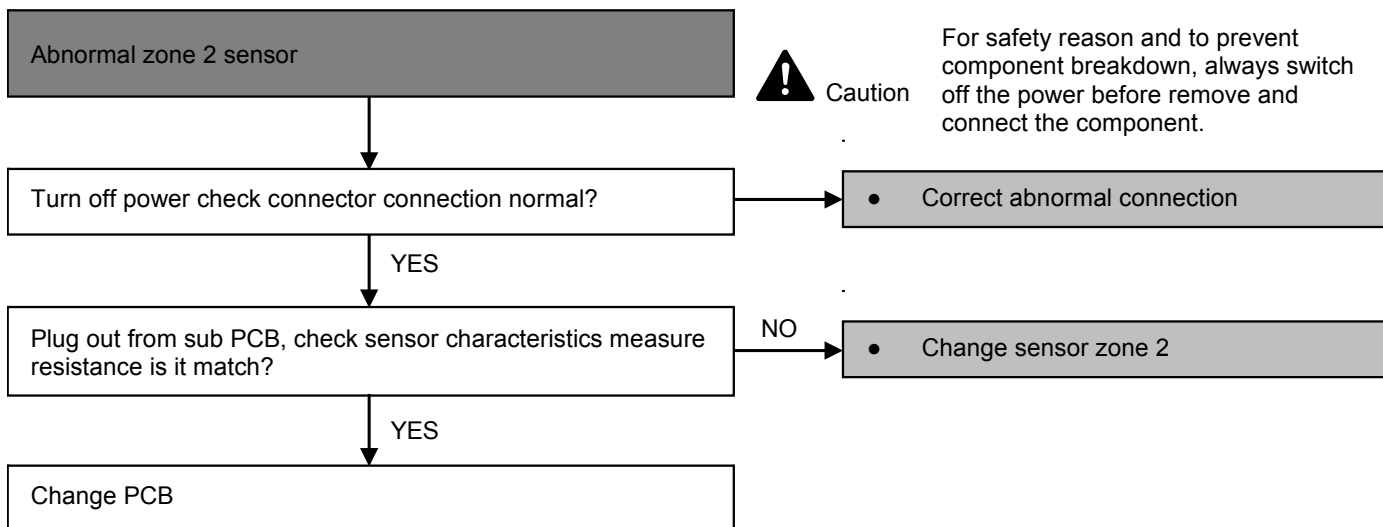 Abnormal zone 2 sensor
Caution
For safety reason and to prevent
component breakdown, always switch
off the power before remove and
connect the component.
.
Turn off power check connector connection normal?
● Correct abnormal connection
YES
.
Plug out from sub PCB, check sensor characteristics measure
resistance is it match?
NO
● Change sensor zone 2
YES
Change PCB